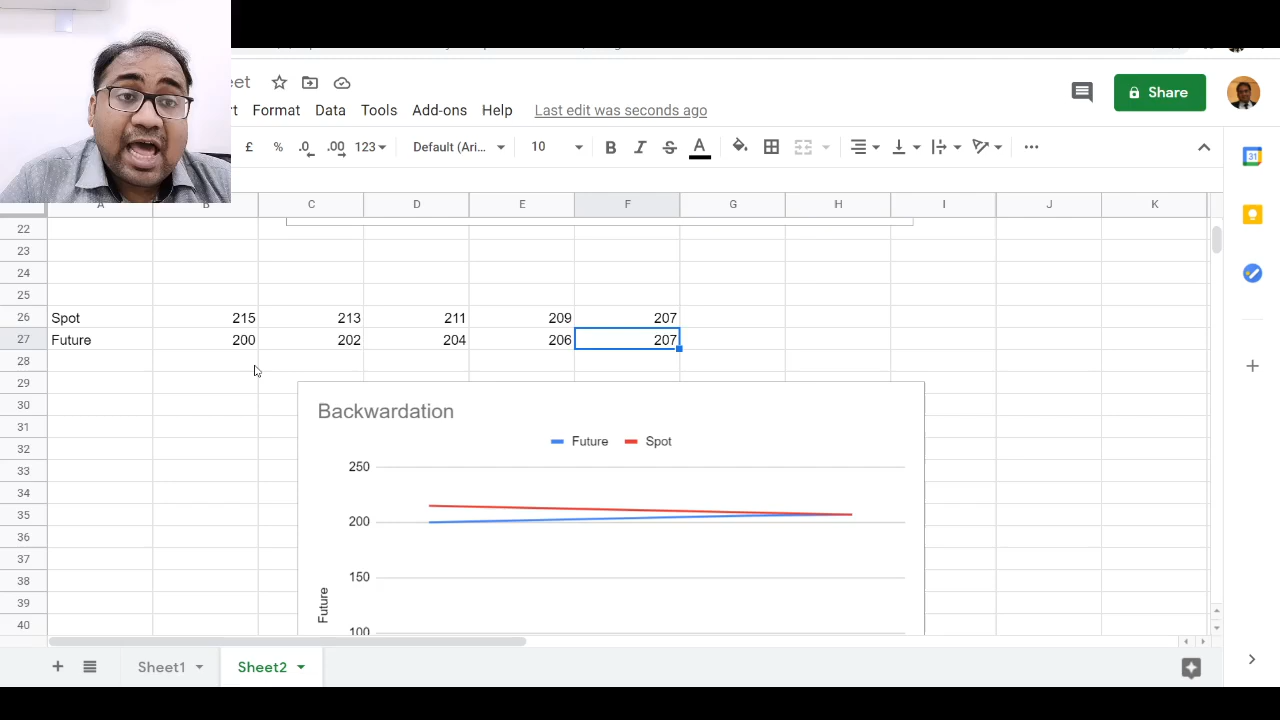 eet
rt Format Data Tools Add-ons Help Last edit was seconds ago
Share
£ % .0 .00 123 Default (Ari... 10 B I S A
31
A B C D E F G H I J K
22
23
24
25
26 Spot 215 213 211 209 207
27 Future 200 202 204 206 207
28
29
30
31
32
33
34
35
36
37
38
39
40
Backwardation
Future Spot
250
200
150
100
Future
Sheet1 Sheet2